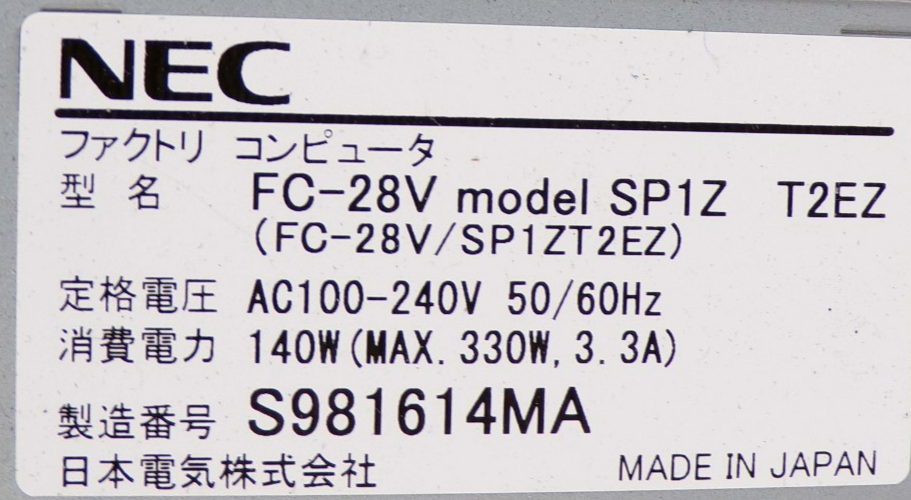 NEC
ファクトリ コンピュータ
型 名 FC-28V model SP1Z T2EZ
(FC-28V/SP1ZT2EZ)
定格電圧 AC100-240V 50/60Hz
消費電力 140W(MAX. 330W, 3.3A)
製造番号 S981614MA
日本電気株式会社 MADE IN JAPAN